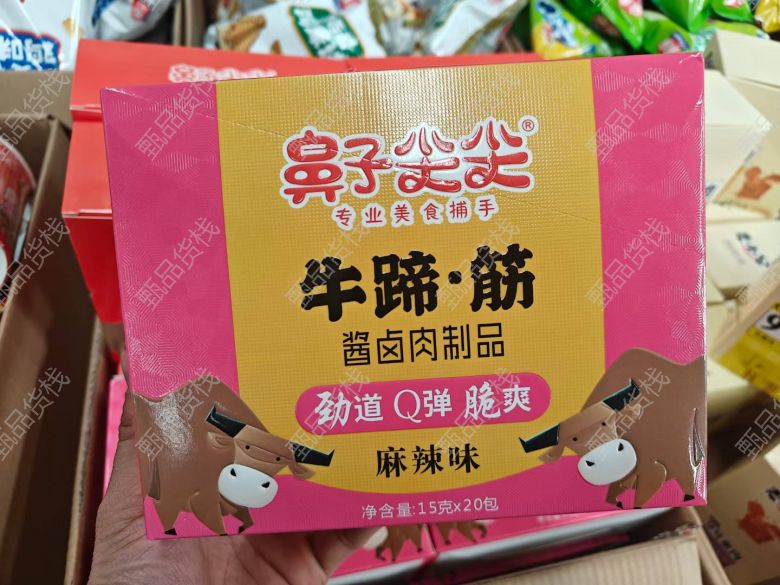 鼻子尖尖®
专业美食捕手
牛蹄·筋
酱卤肉制品
劲道 Q弹 脆爽
麻辣味
净含量:15克x20包
甄品货栈